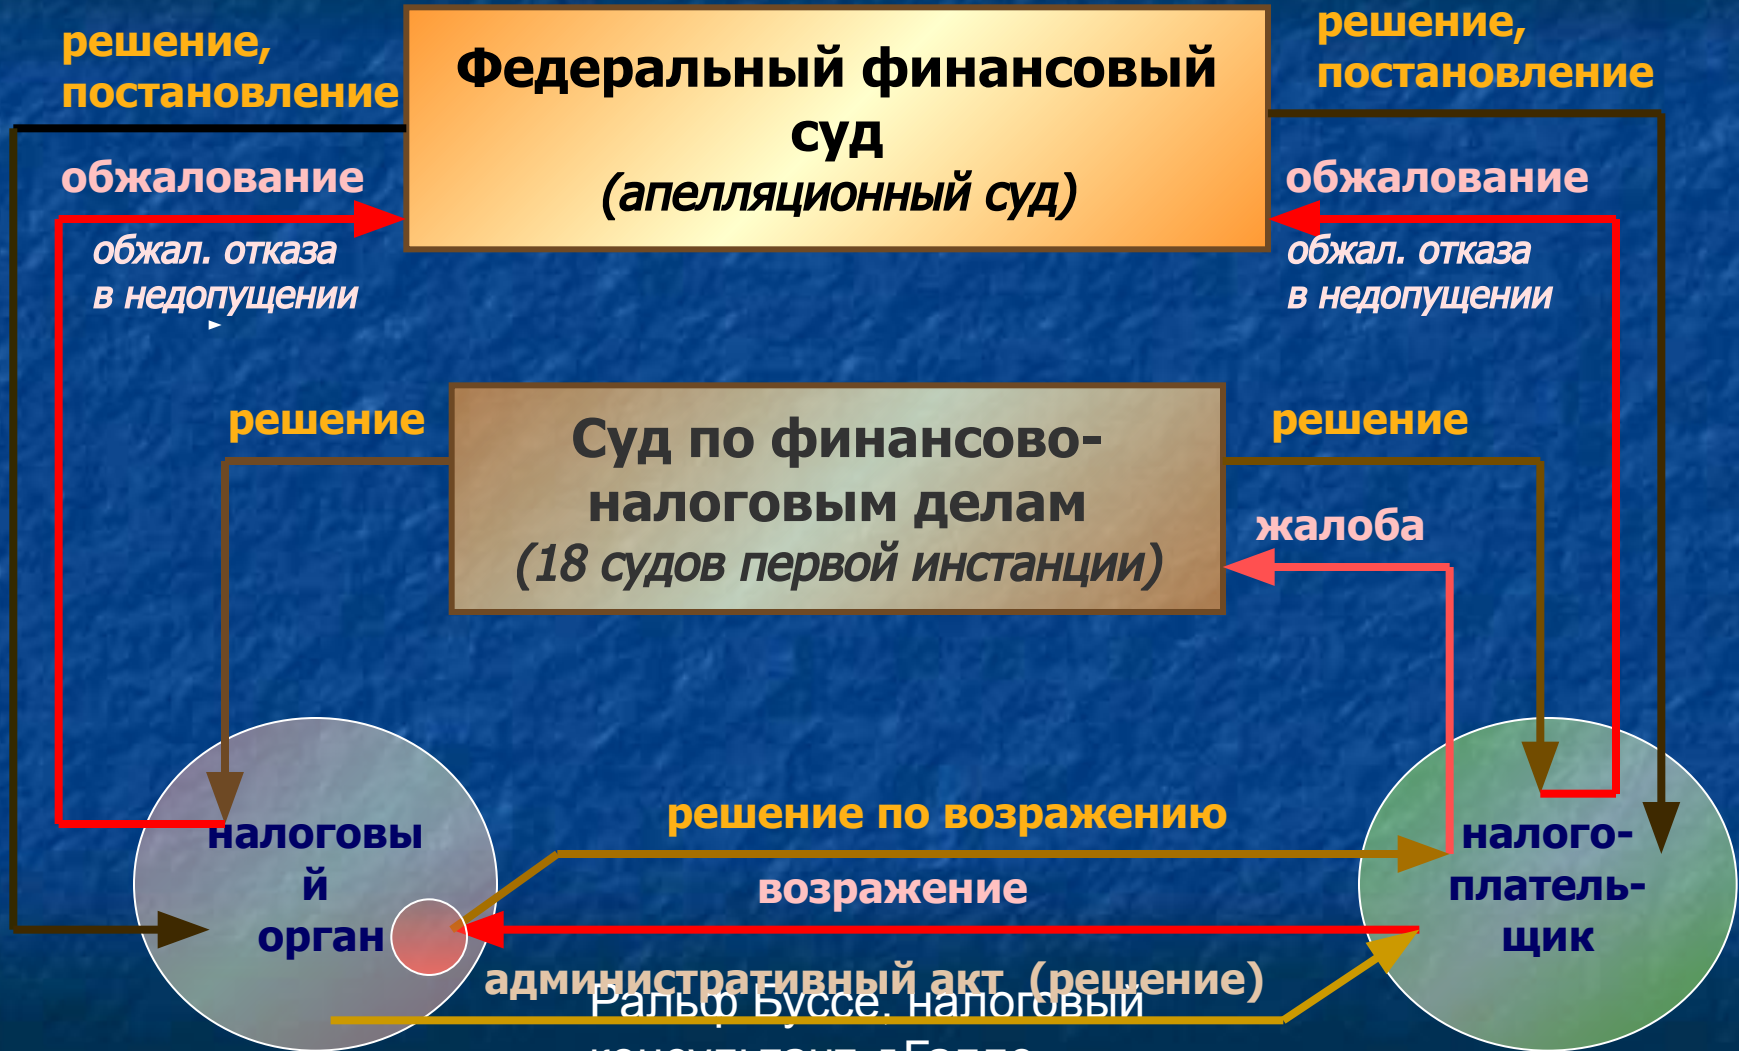 решение,
постановление
Федеральный финансовый
суд
(апелляционный суд)
решение,
постановление
обжалование
обжал. отказа
в недопущении
обжалование
обжал. отказа
в недопущении
решение
Суд по финансово-
налоговым делам
(18 судов первой инстанции)
решение
жалоба
налоговы
й
орган
решение по возражению
возражение
административный акт (решение)
налого-
платель-
щик
Ральф Буссе, налоговый
консультант, г.Галле